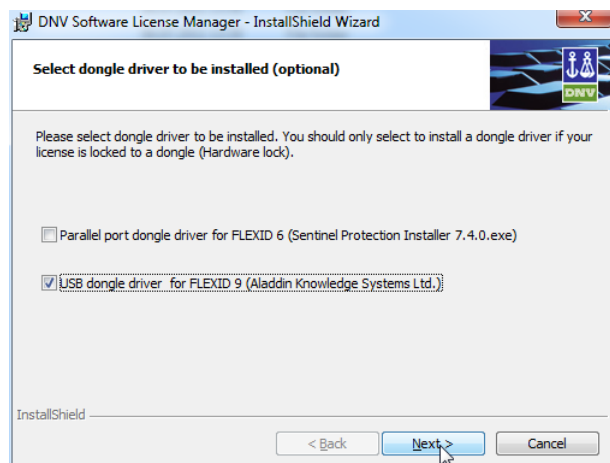 DNV Software License Manager - InstallShield Wizard
Select dongle driver to be installed (optional)
DNV
Please select dongle driver to be installed. You should only select to install a dongle driver if your
license is locked to a dongle (Hardware lock).
Parallel port dongle driver for FLEXID 6 (Sentinel Protection Installer 7.4.0.exe)
USB dongle driver for FLEXID 9 (Aladdin Knowledge Systems Ltd.)
InstallShield
< Back
Next >
Cancel